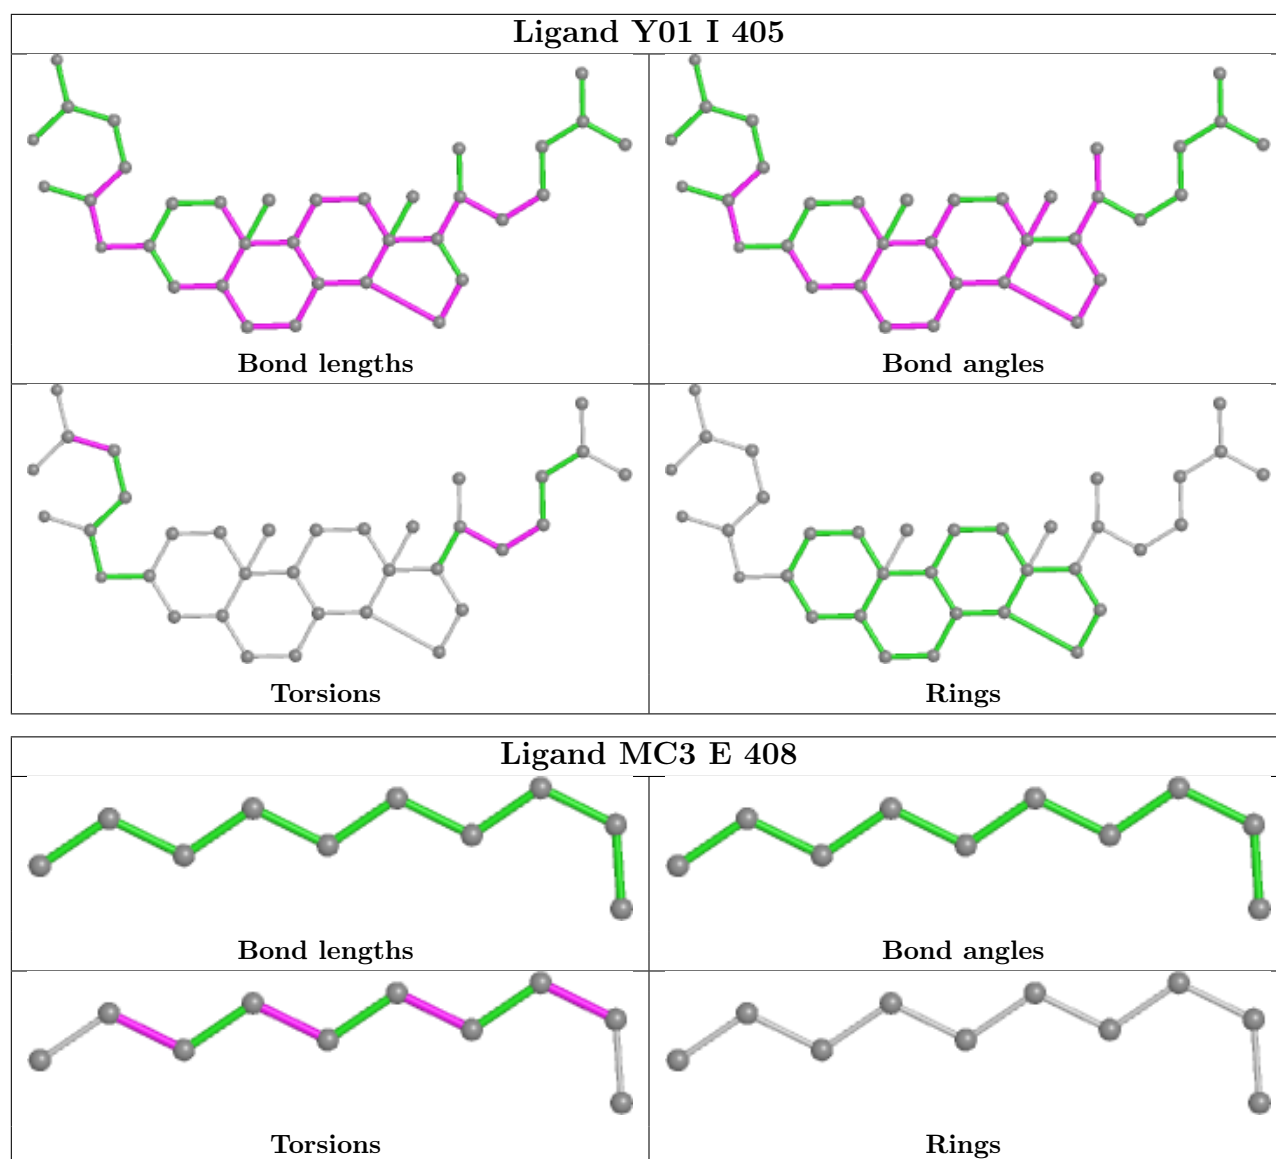 Ligand Y01 I 405
Bond lengths
Bond angles
Torsions
Rings
Ligand MC3 E 408
Bond lengths
Bond angles
Torsions
Rings